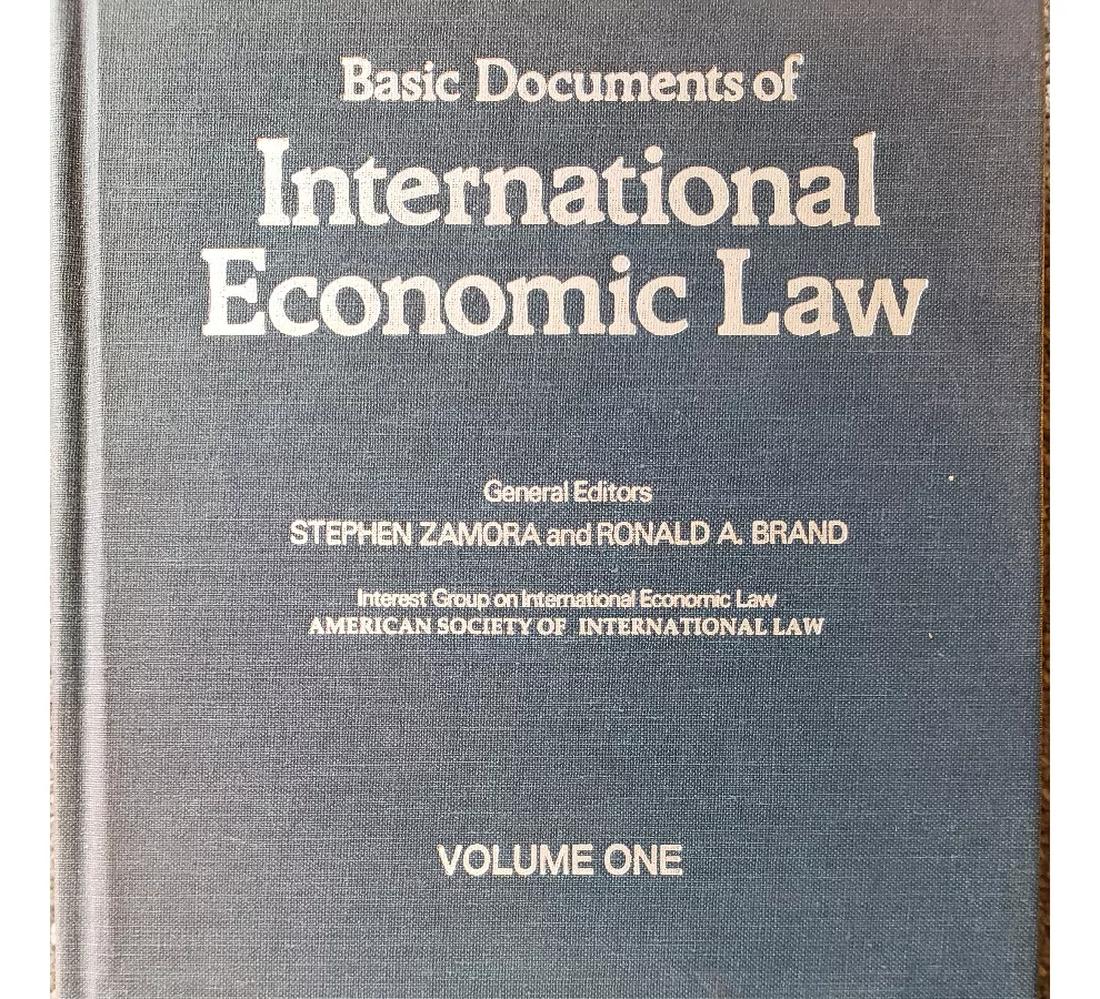 Basic Documents of
International
Economic Law
General Editors
STEPHEN ZAMORA and RONALD A. BRAND
Interest Group on International Economic Law
AMERICAN SOCIETY OF INTERNATIONAL LAW
VOLUME ONE